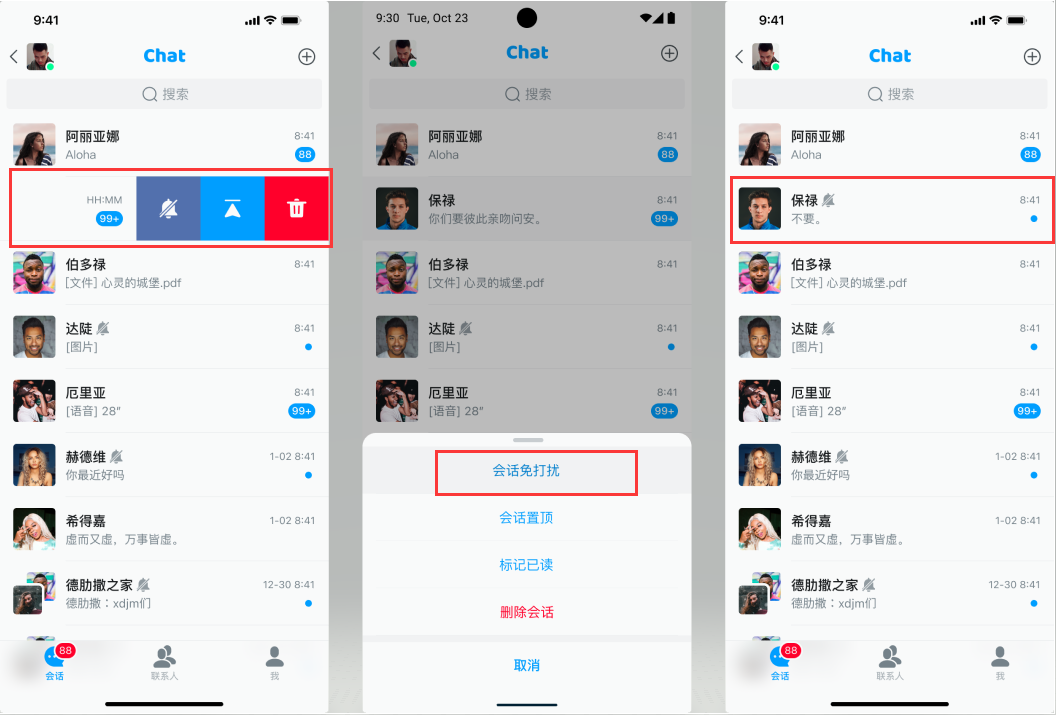 9:41
Chat
搜索
阿丽亚娜
8:41
Aloha
88
HH:MM
99+
伯多禄
8:41
[文件] 心灵的城堡.pdf
达陡
8:41
[图片]
厄里亚
8:41
[语音] 28″
99+
赫德维
1-02 8:41
你最近好吗
希得嘉
1-02 8:41
虚而又虚，万事皆虚。
德肋撒之家
12-30 8:41
德肋撒：xdjm们
88
会话
联系人
我
9:30 Tue, Oct 23
Chat
搜索
阿丽亚娜
8:41
Aloha
88
保禄
8:41
你们要彼此亲吻问安。
99+
伯多禄
8:41
[文件] 心灵的城堡.pdf
达陡
8:41
[图片]
厄里亚
8:41
[语音] 28″
99+
会话免打扰
会话置顶
标记已读
删除会话
取消
9:41
Chat
搜索
阿丽亚娜
8:41
Aloha
88
保禄
8:41
不要。
伯多禄
8:41
[文件] 心灵的城堡.pdf
达陡
8:41
[图片]
厄里亚
8:41
[语音] 28″
99+
赫德维
1-02 8:41
你最近好吗
希得嘉
1-02 8:41
虚而又虚，万事皆虚。
德肋撒之家
12-30 8:41
德肋撒：xdjm们
88
会话
联系人
我